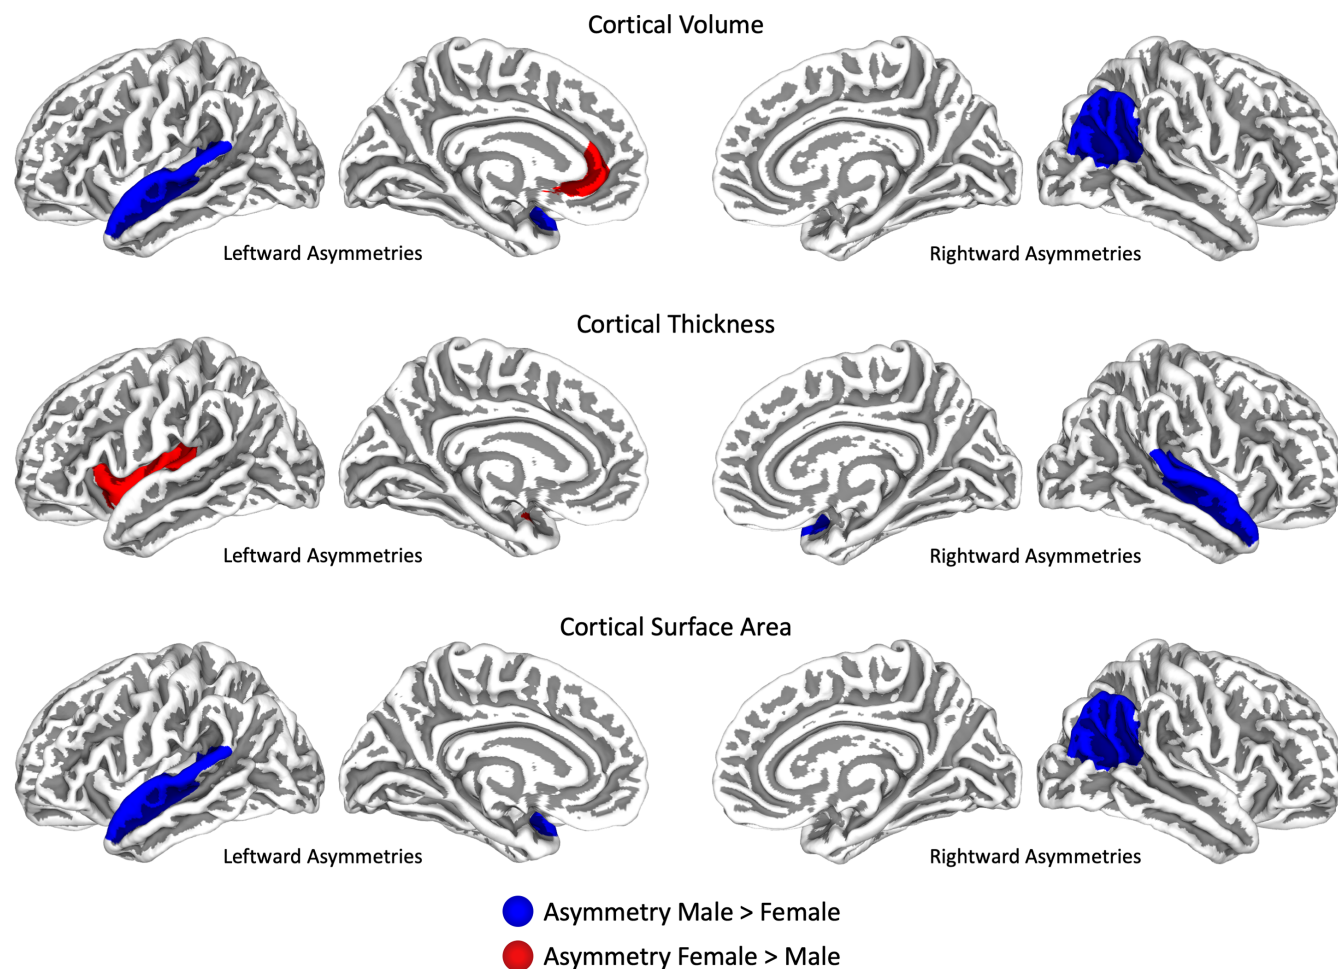 Cortical Volume
Leftward Asymmetries
Rightward Asymmetries
Cortical Thickness
Leftward Asymmetries
Rightward Asymmetries
Cortical Surface Area
Leftward Asymmetries
Rightward Asymmetries
Asymmetry Male > Female
Asymmetry Female > Male